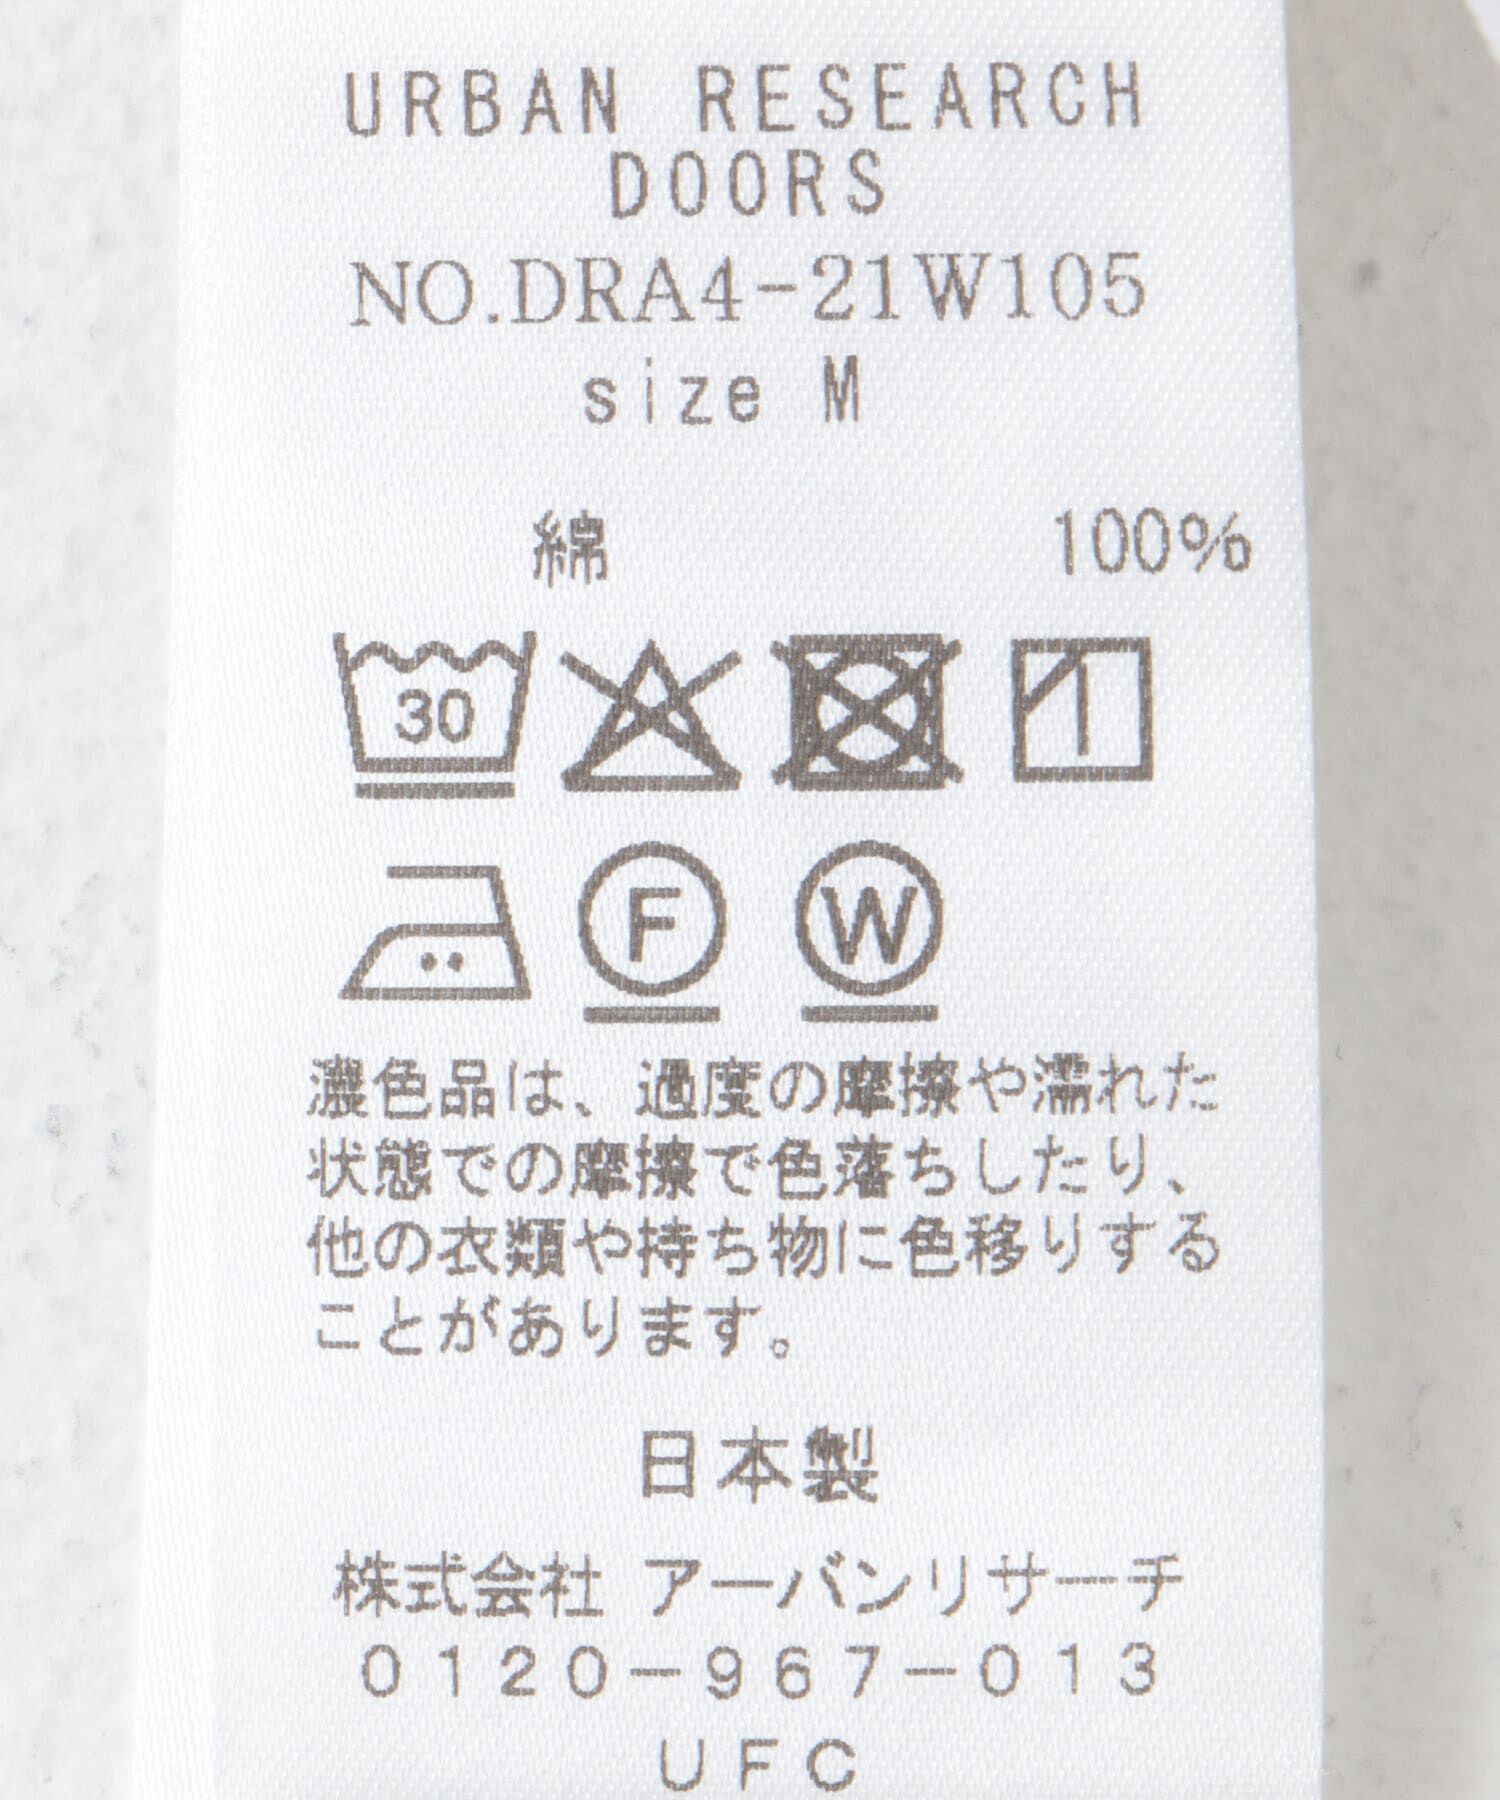 URBAN RESEARCH
DOORS
NO.DRA4-21W105
size M
綿 100%
30
F W
濃色品は、過度の摩擦や濡れた
状態での摩擦で色落ちしたり、
他の衣類や持ち物に色移りする
ことがあります。
日本製
株式会社 アーバンリサーチ
0120-967-013
UFC